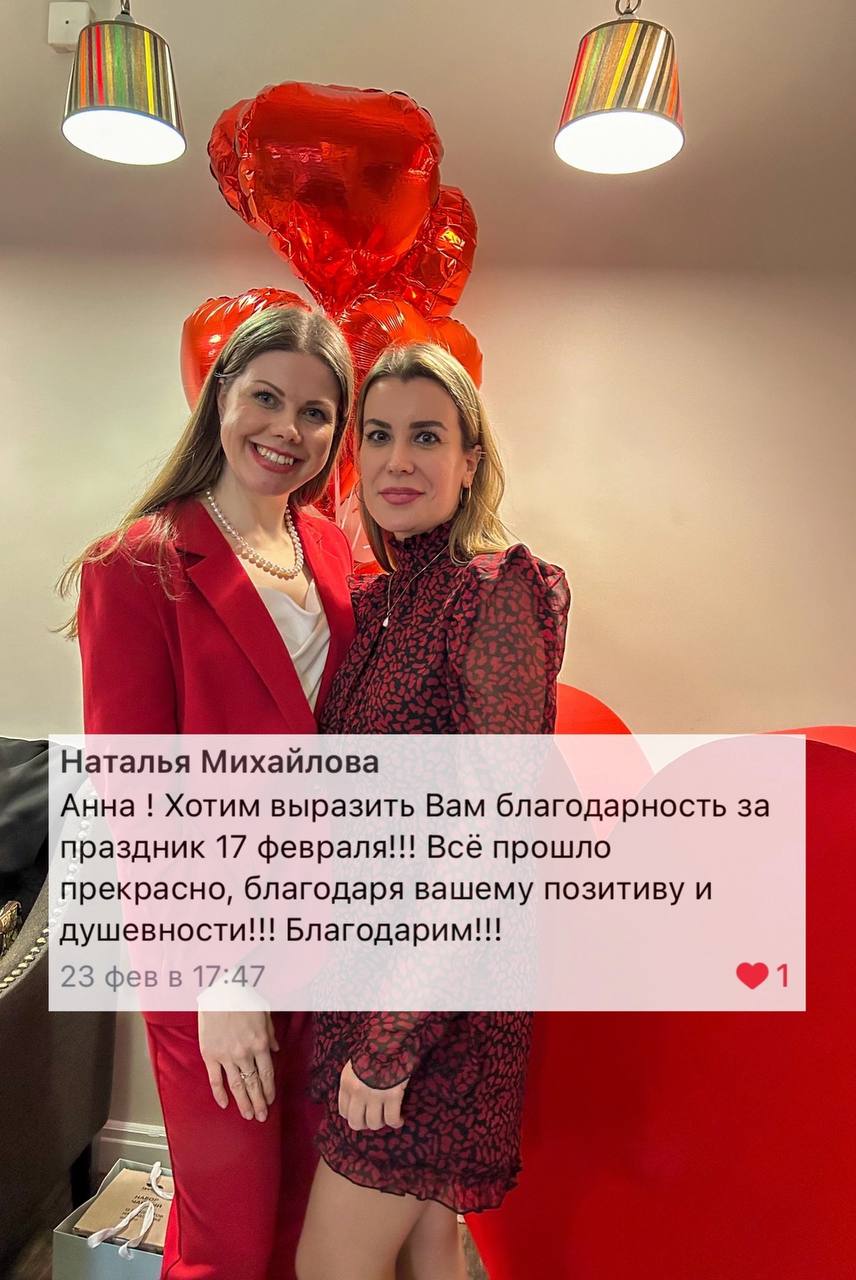 Наталья Михайлова
Анна ! Хотим выразить Вам благодарность за
праздник 17 февраля!!! Всё прошло
прекрасно, благодаря вашему позитиву и
душевности!!! Благодарим!!!
23 фев в 17:47
1
НАБОР